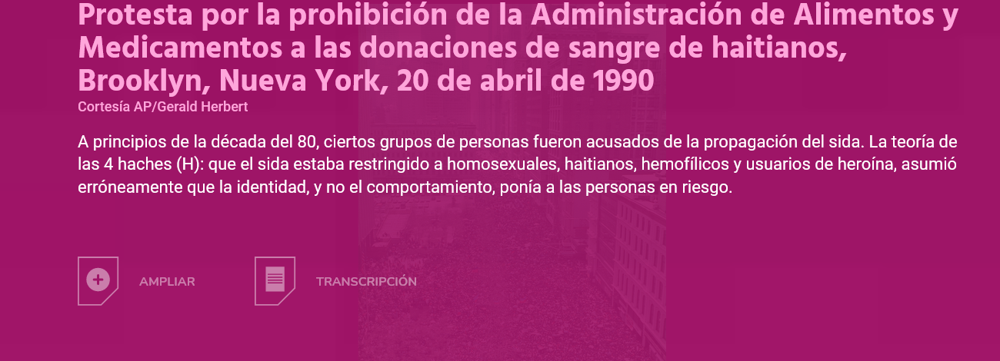 Protesta por la prohibición de la Administración de Alimentos y
Medicamentos a las donaciones de sangre de haitianos,
Brooklyn, Nueva York, 20 de abril de 1990
Cortesía AP/Gerald Herbert
A principios de la década del 80, ciertos grupos de personas fueron acusados de la propagación del sida. La teoría de
las 4 haches (H): que el sida estaba restringido a homosexuales, haitianos, hemofílicos y usuarios de heroína, asumió
erróneamente que la identidad, y no el comportamiento, ponía a las personas en riesgo.
AMPLIAR
TRANSCRIPCIÓN